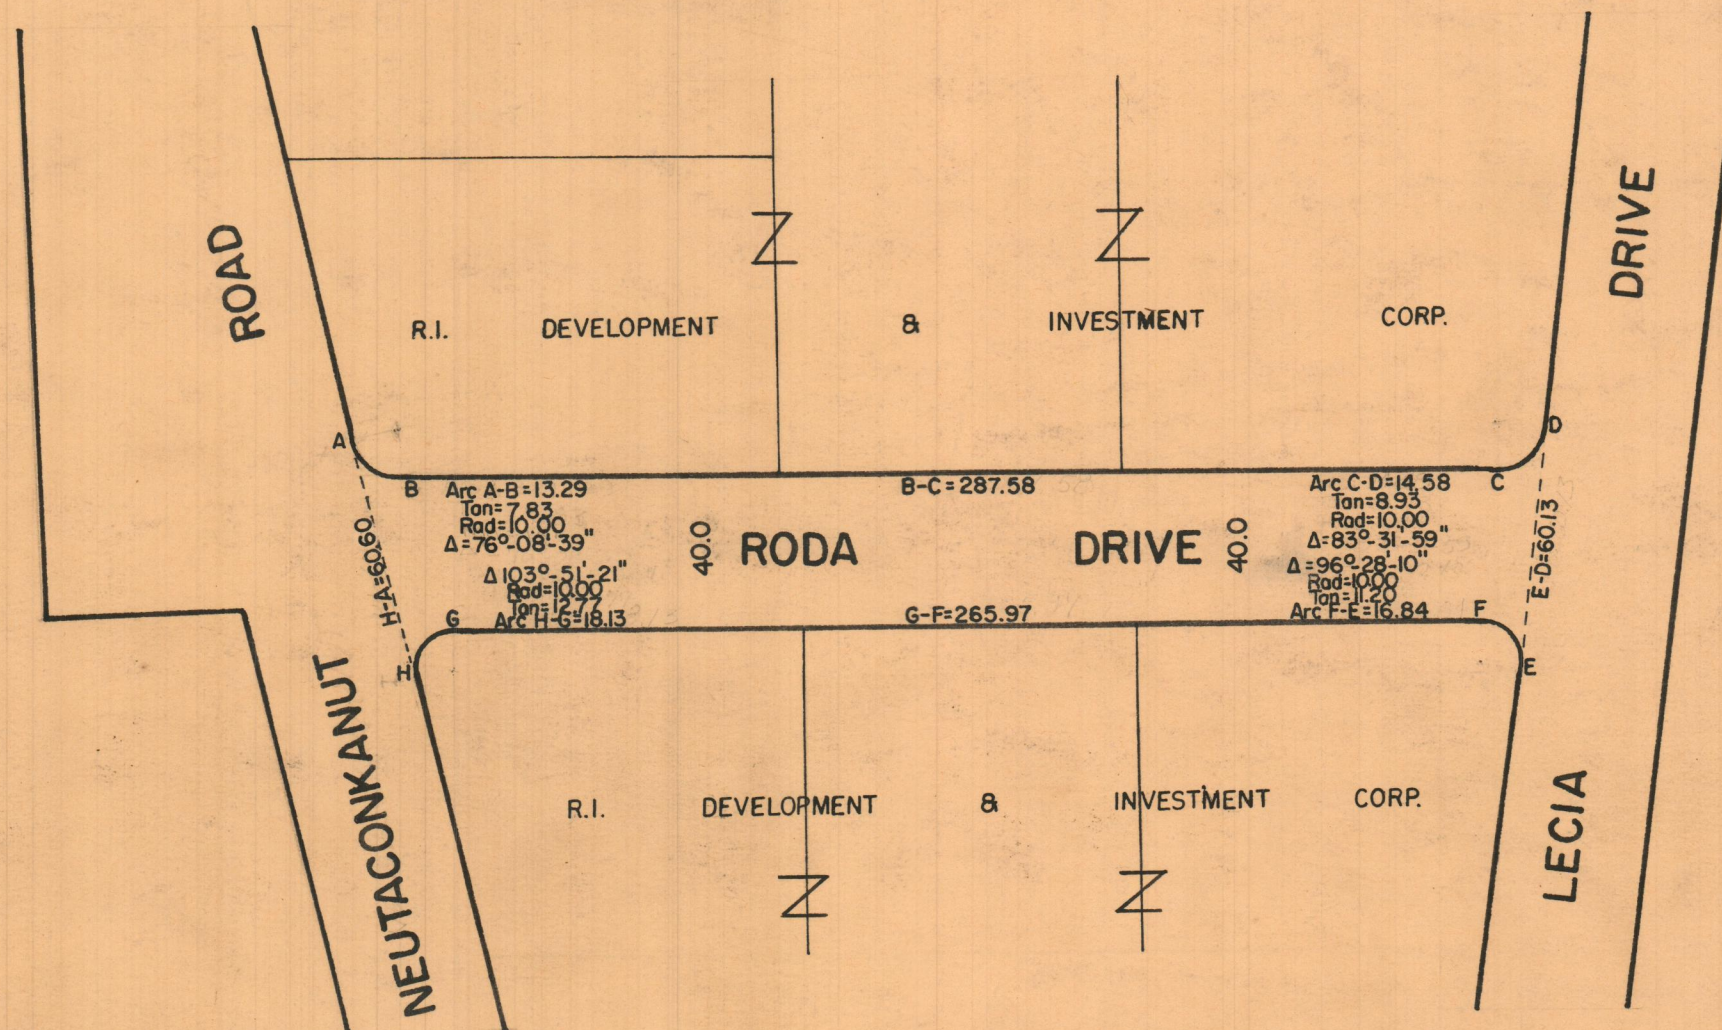 ROAD
DRIVE
R.I. DEVELOPMENT & INVESTMENT CORP.
A
D
B
C
Arc A-B=13.29
Tan=7.83
Rad=10.00
Δ=76°-08'-39"
B-C=287.58
Arc C-D=14.58
Tan=8.93
Rad=10.00
Δ=83°-31'-59"
H-A=60.60
40.0
RODA DRIVE
40.0
E-D=60.13
Δ 103°-51'-21"
Rad=10.00
Tan=12.77
Arc H-G=18.13
G
G-F=265.97
Δ=96°-28'-10"
Rad=10.00
Tan=11.20
Arc F-E=16.84
F
H
E
NEUTACONKANUT
R.I. DEVELOPMENT & INVESTMENT CORP.
LECIA